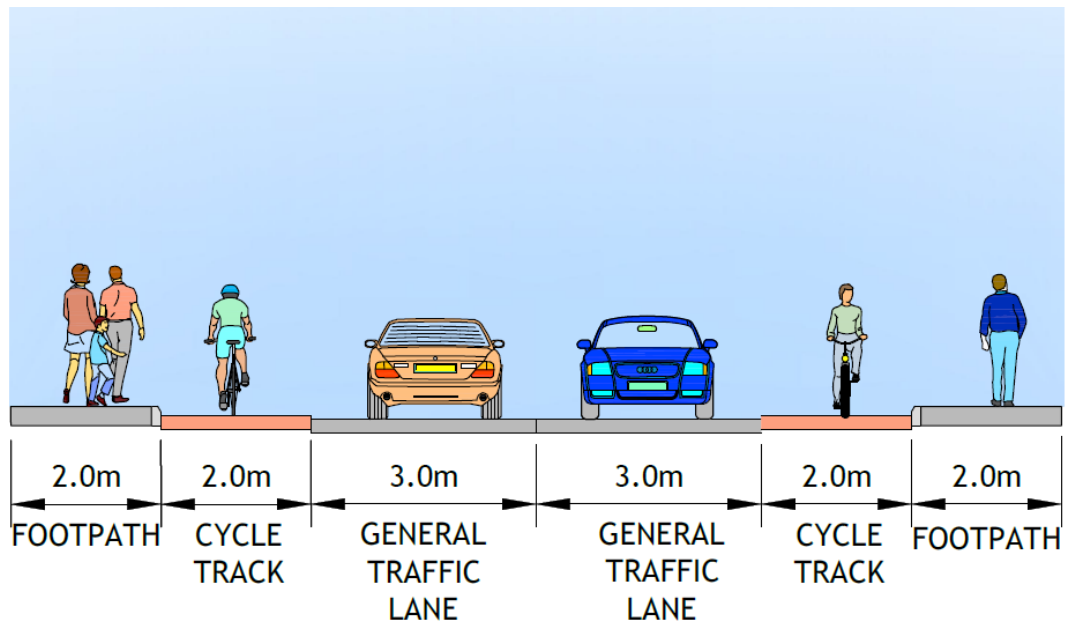 2.0m 2.0m 3.0m 3.0m 2.0m 2.0m
FOOTPATH
CYCLE
TRACK
GENERAL
TRAFFIC
LANE
GENERAL
TRAFFIC
LANE
CYCLE
TRACK
FOOTPATH